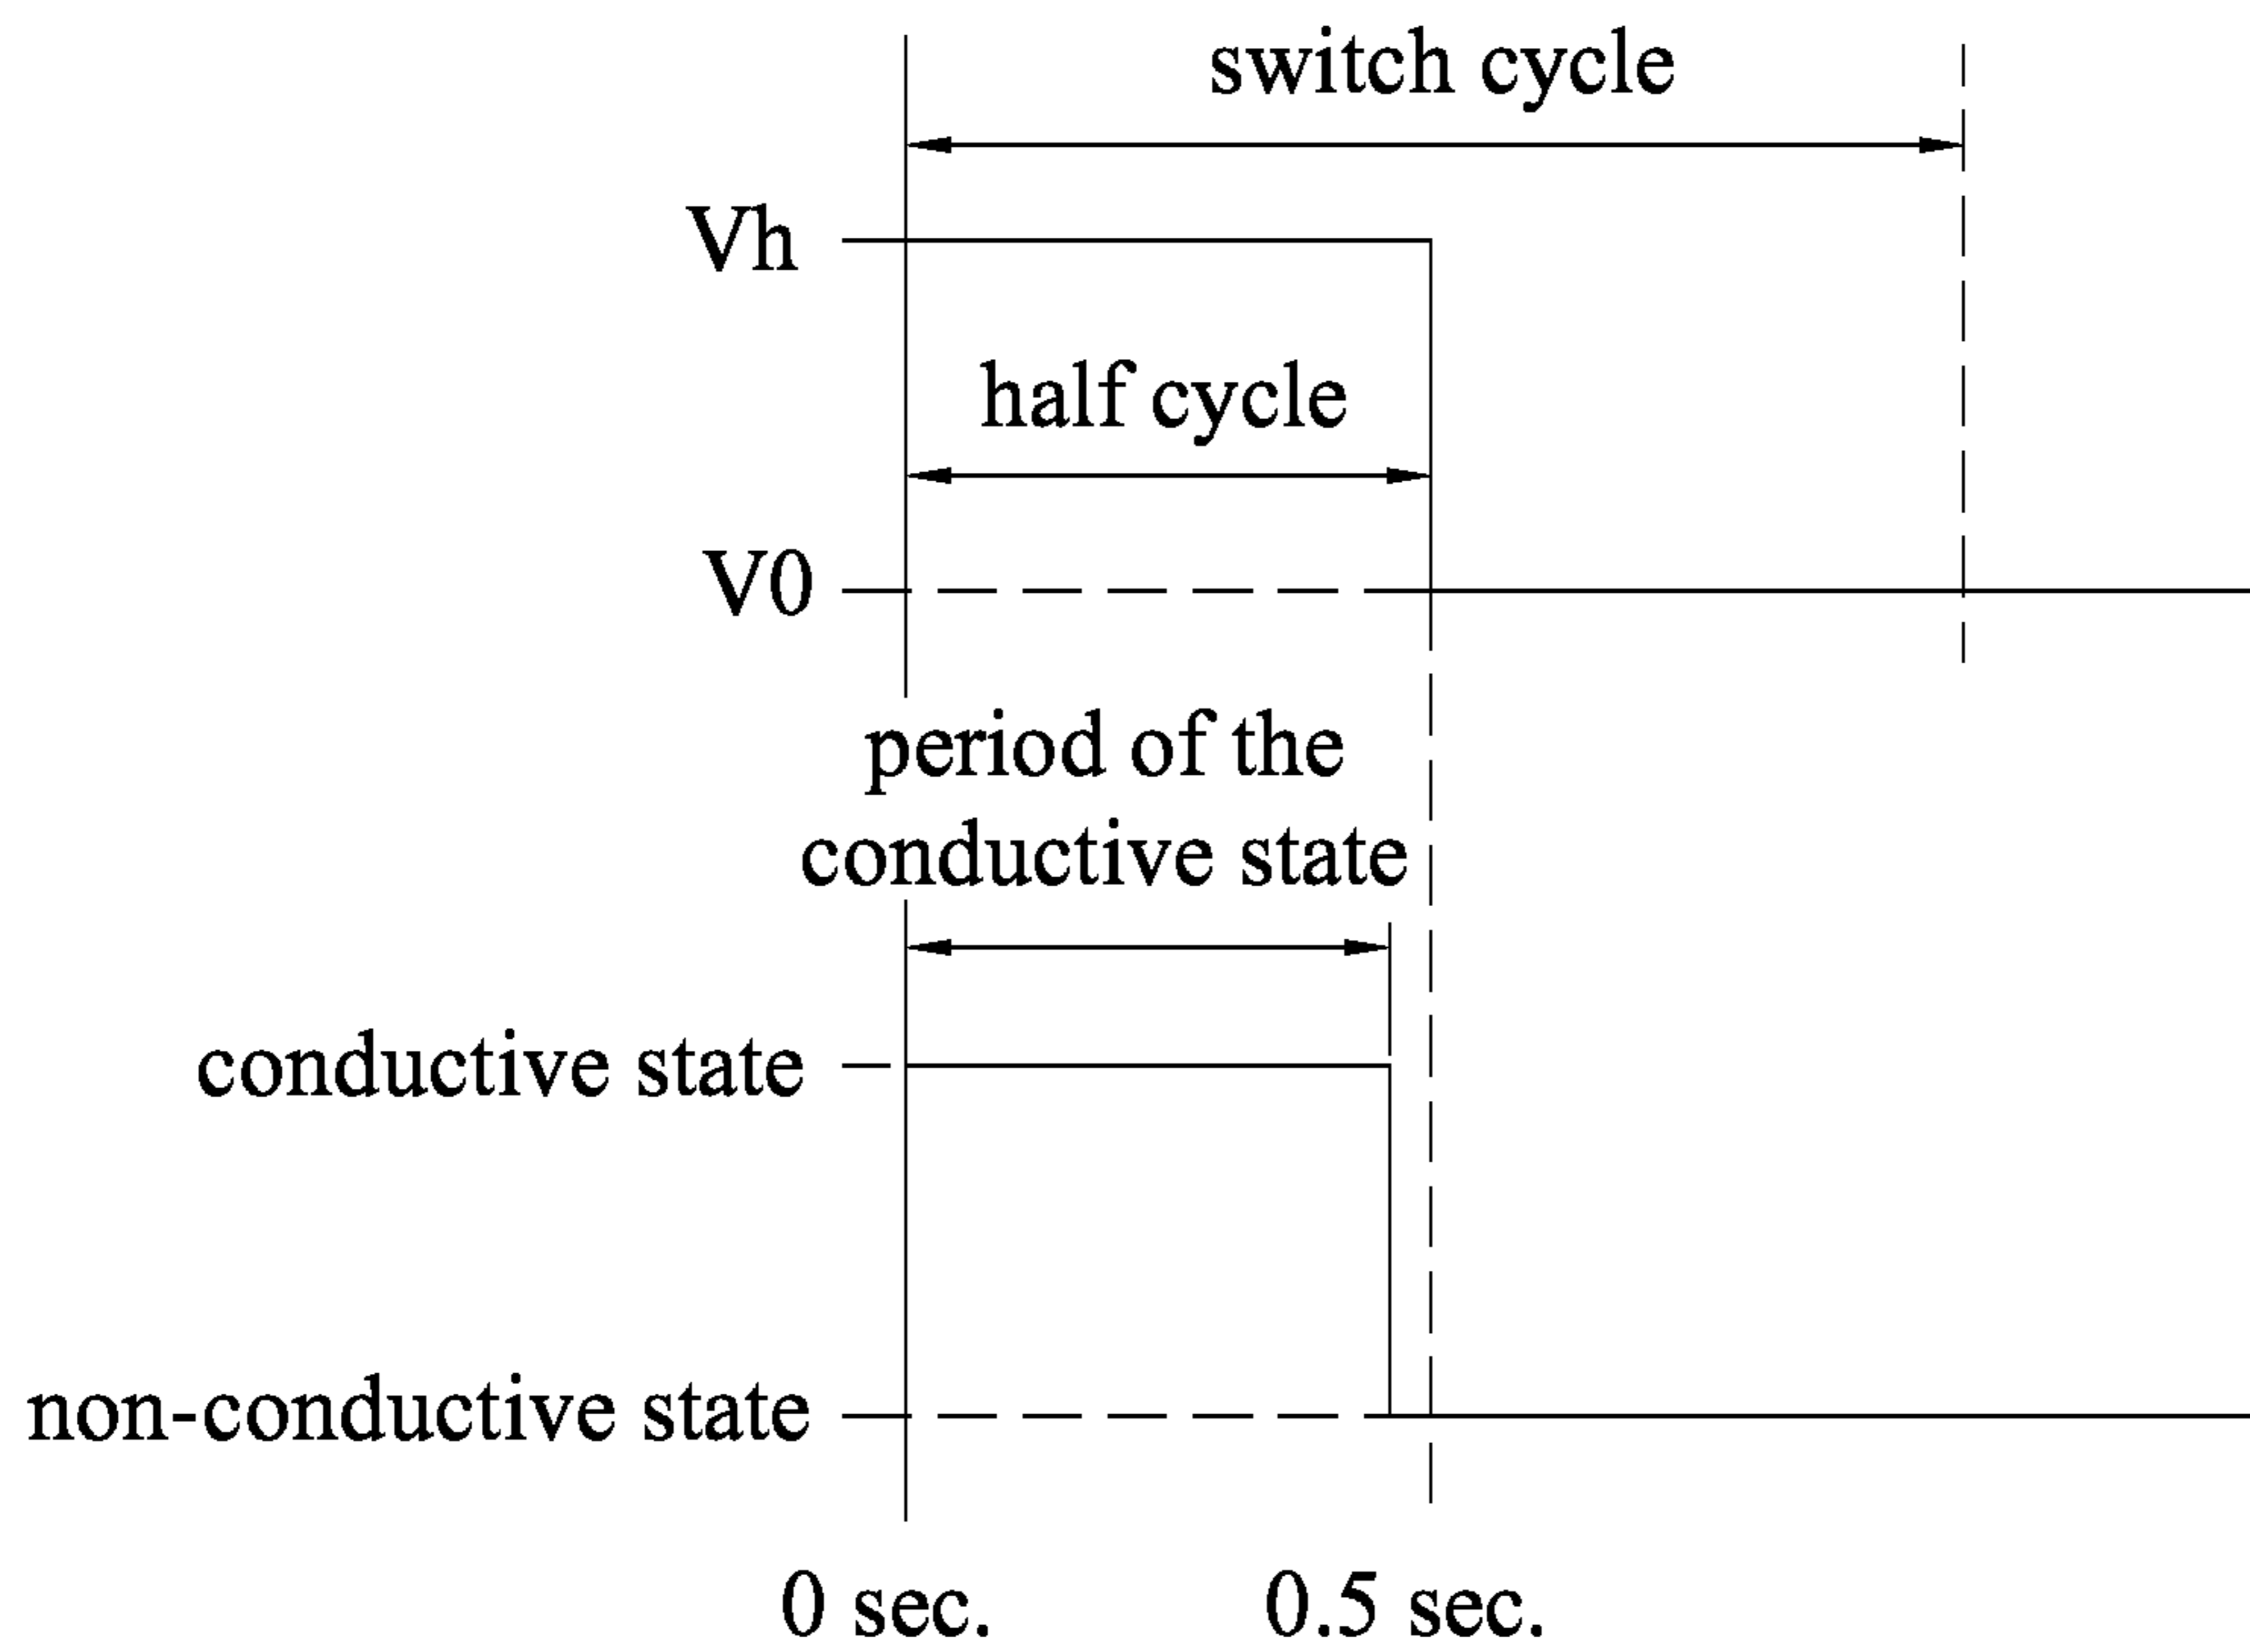 switch cycle
Vh
half cycle
V0
period of the
conductive state
conductive state
non-conductive state
0 sec.
0.5 sec.